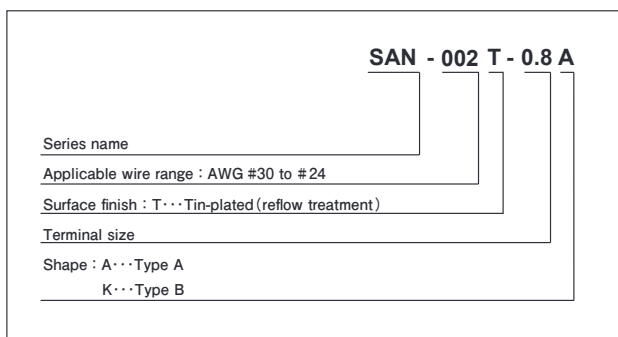 SAN - 002 T - 0.8 A
Series name
Applicable wire range : AWG #30 to #24
Surface finish : T···Tin-plated (reflow treatment)
Terminal size
Shape : A···Type A
K···Type B